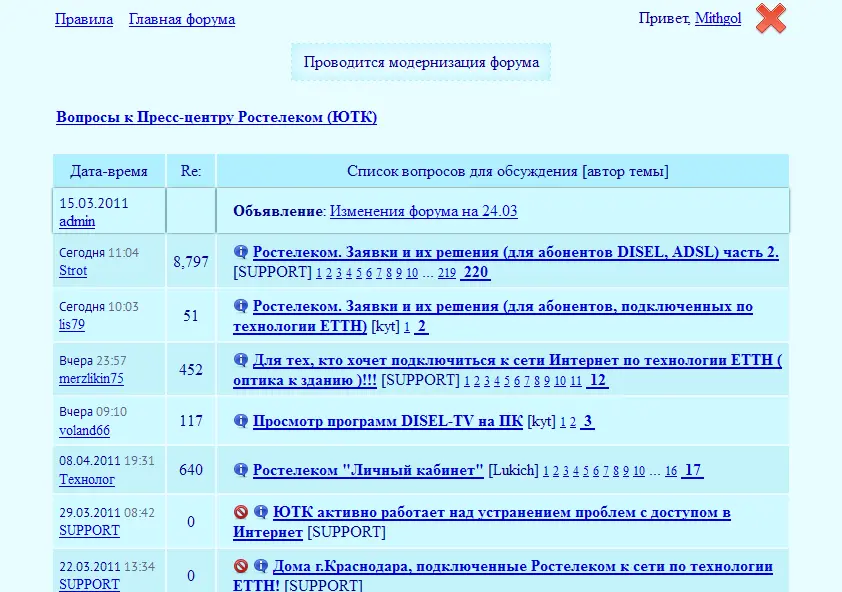 Правила Главная форума Привет, Mithgol
Проводится модернизация форума
Вопросы к Пресс-центру Ростелеком (ЮТК)
Дата-время Re: Список вопросов для обсуждения [автор темы]
15.03.2011
admin
Объявление: Изменения форума на 24.03
Сегодня 11:04
Strot
8,797
Ростелеком. Заявки и их решения (для абонентов DISEL, ADSL) часть 2.
[SUPPORT] 1 2 3 4 5 6 7 8 9 10 ... 219 220
Сегодня 10:03
lis79
51
Ростелеком. Заявки и их решения (для абонентов, подключенных по
технологии ETTH) [kyt] 1 2
Вчера 23:57
merzlikin75
452
Для тех, кто хочет подключиться к сети Интернет по технологии ETTH (
оптика к зданию )!!! [SUPPORT] 1 2 3 4 5 6 7 8 9 10 11 12
Вчера 09:10
voland66
117
Просмотр программ DISEL-TV на ПК [kyt] 1 2 3
08.04.2011 19:31
Технолог
640
Ростелеком "Личный кабинет" [Lukich] 1 2 3 4 5 6 7 8 9 10 ... 16 17
29.03.2011 08:42
SUPPORT
0
ЮТК активно работает над устранением проблем с доступом в
Интернет [SUPPORT]
22.03.2011 13:34
SUPPORT
0
Дома г.Краснодара, подключенные Ростелеком к сети по технологии
ETTH! [SUPPORT]